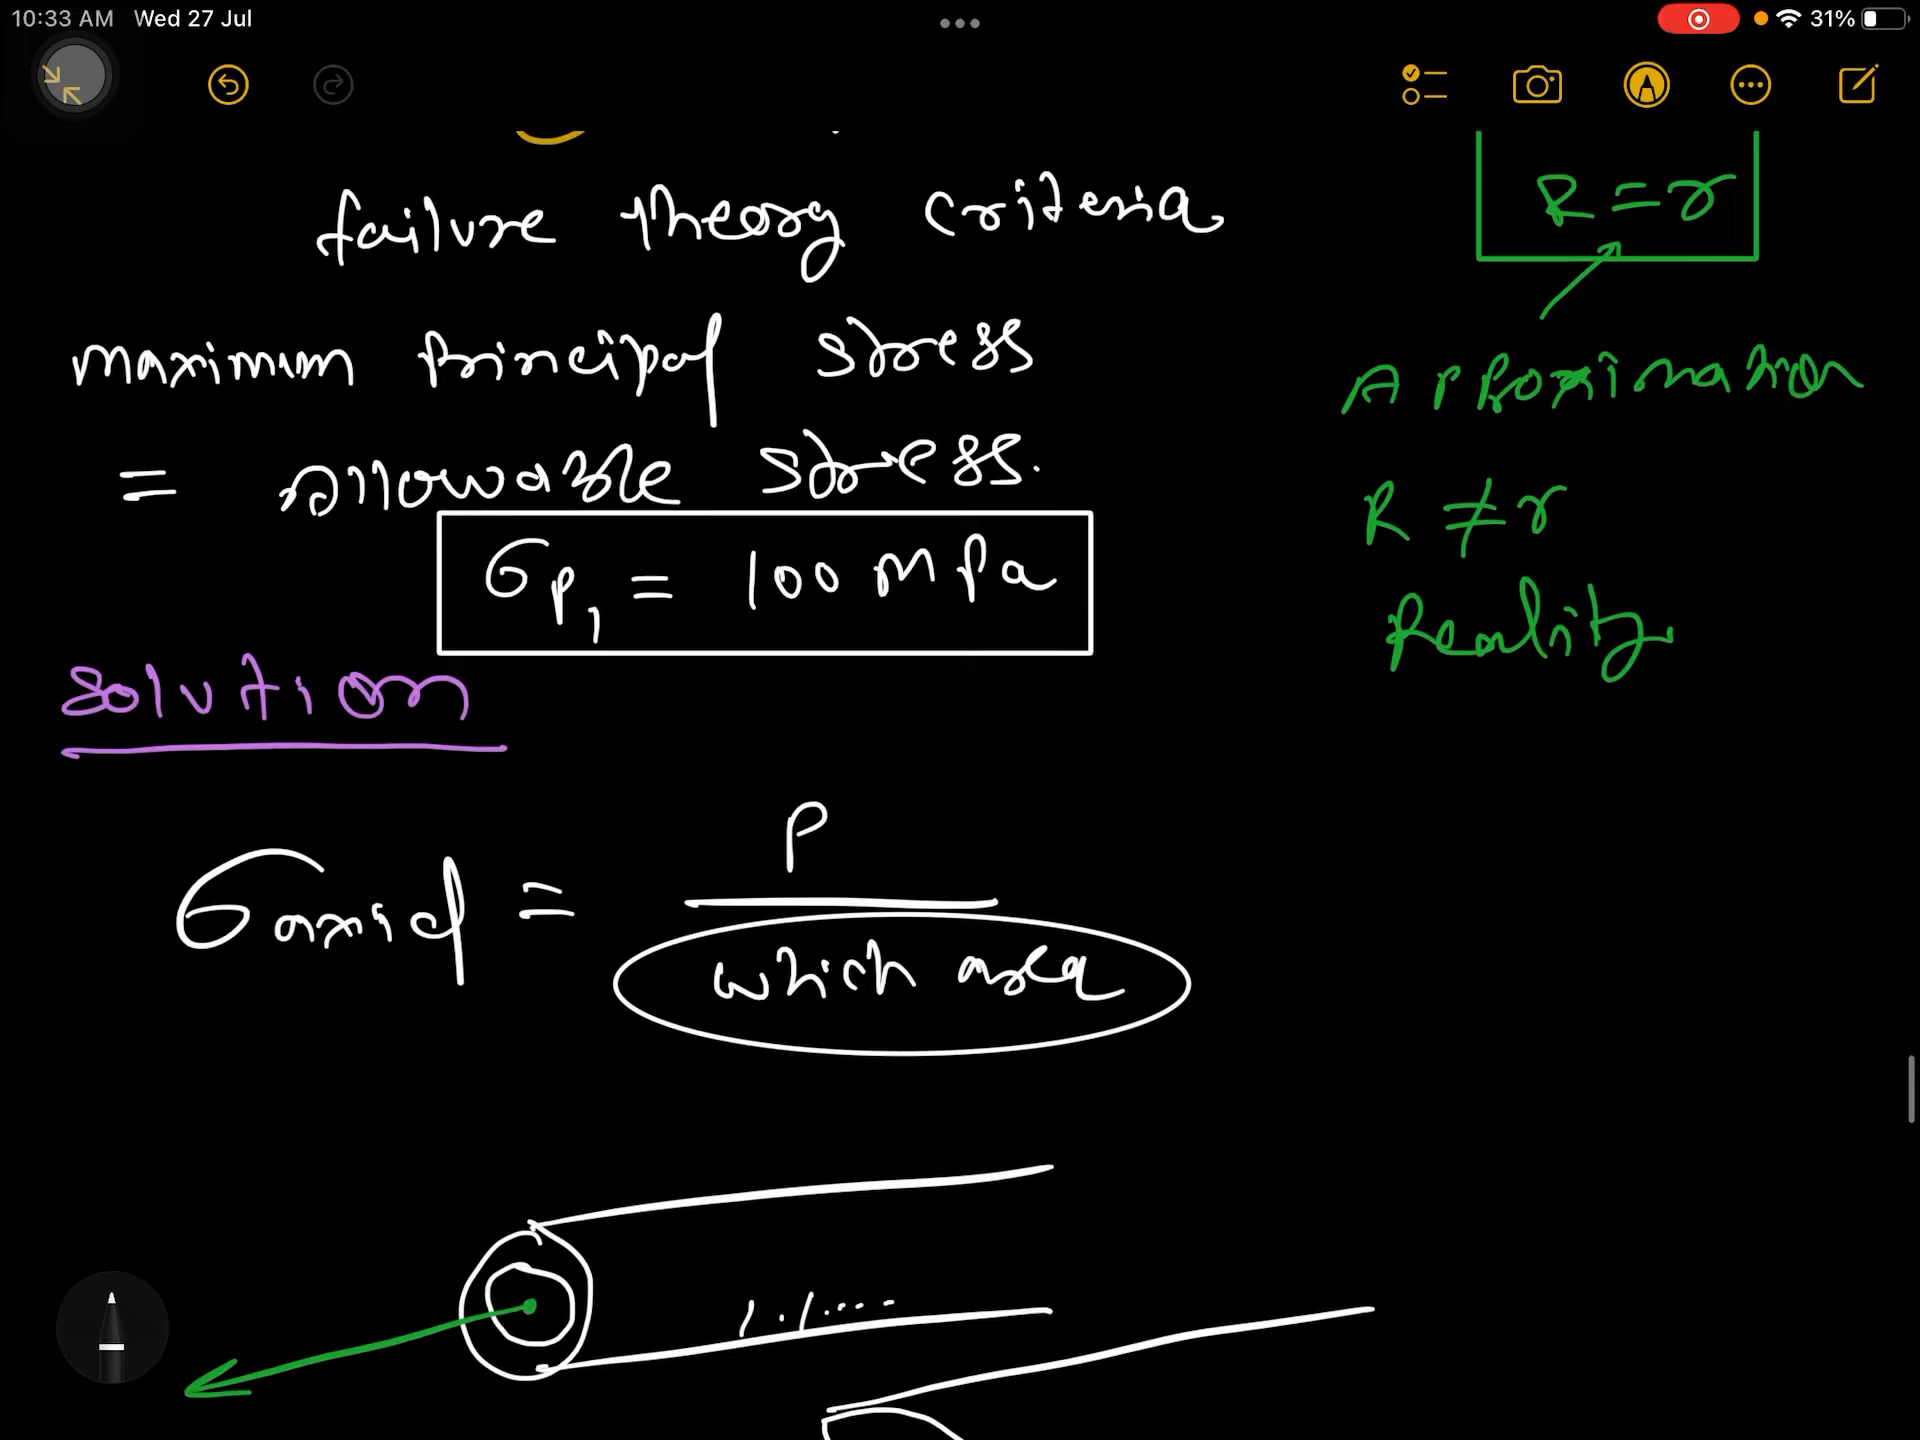 10:33 AM Wed 27 Jul
31%
R = r
failure theory criteria
maximum Principal stress
Approximation
= allowable stress.
R ≠ r
σp, = 100 MPa
Reality.
solution
P
σaxial =
which area